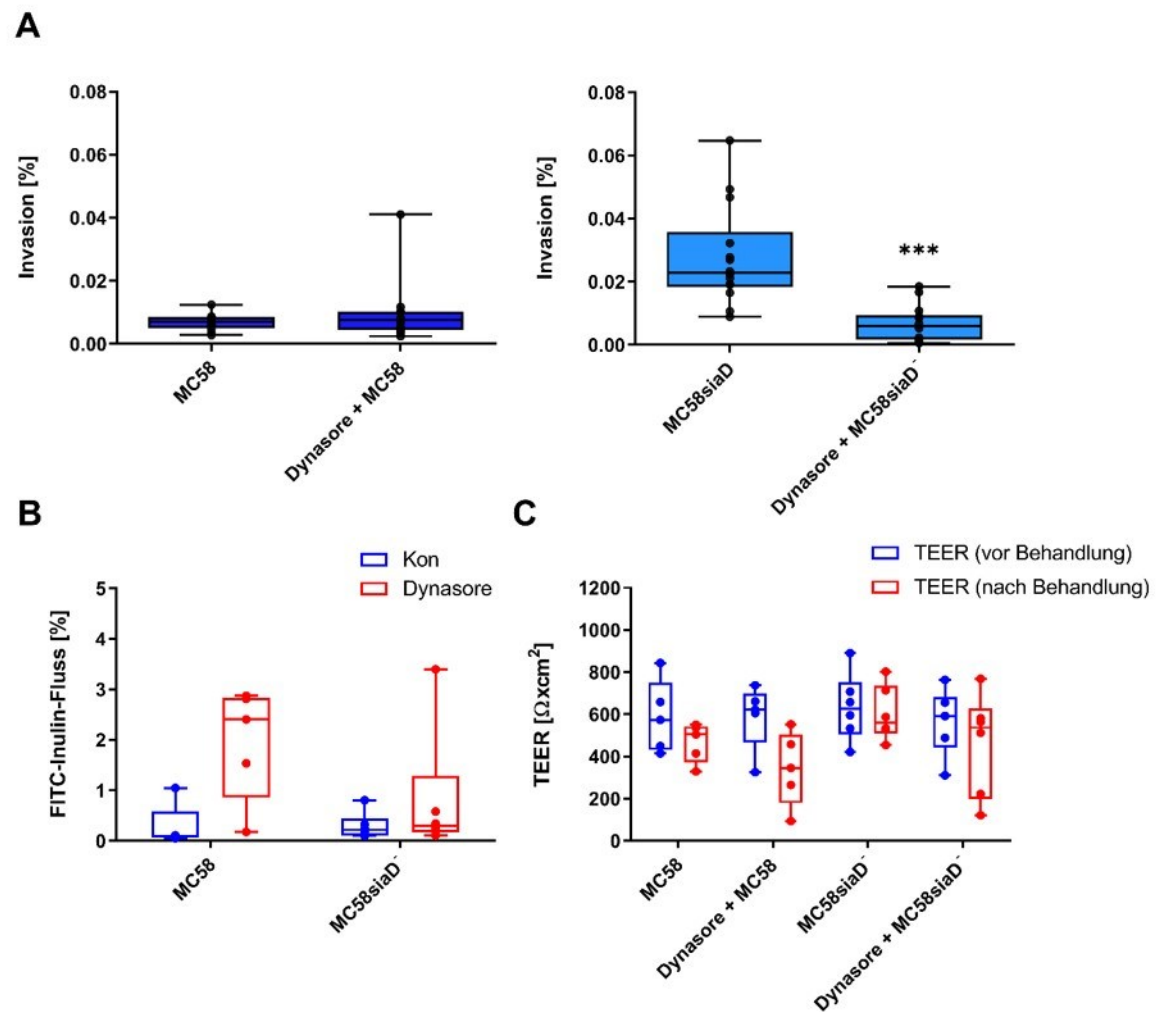 A
0.08
0.06
0.04
0.02
0.00
Invasion [%]
MC58
Dynasore + MC58
0.08
0.06
0.04
0.02
0.00
Invasion [%]
***
MC58siaD
Dynasore + MC58siaD⁻
B
Kon
Dynasore
5
4
3
2
1
0
FITC-Inulin-Fluss [%]
MC58
MC58siaD⁻
C
TEER (vor Behandlung)
TEER (nach Behandlung)
1200
1000
800
600
400
200
0
TEER [Ωxcm²]
MC58
Dynasore + MC58
MC58siaD⁻
Dynasore + MC58siaD⁻